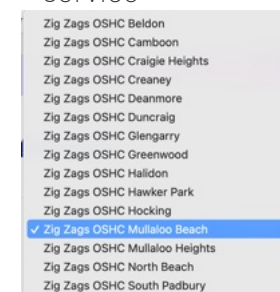 Zig Zags OSHC Beldon
Zig Zags OSHC Camboon
Zig Zags OSHC Craigie Heights
Zig Zags OSHC Creaney
Zig Zags OSHC Deanmore
Zig Zags OSHC Duncraig
Zig Zags OSHC Glengarry
Zig Zags OSHC Greenwood
Zig Zags OSHC Halidon
Zig Zags OSHC Hawker Park
Zig Zags OSHC Hocking
✓ Zig Zags OSHC Mullaloo Beach
Zig Zags OSHC Mullaloo Heights
Zig Zags OSHC North Beach
Zig Zags OSHC South Padbury